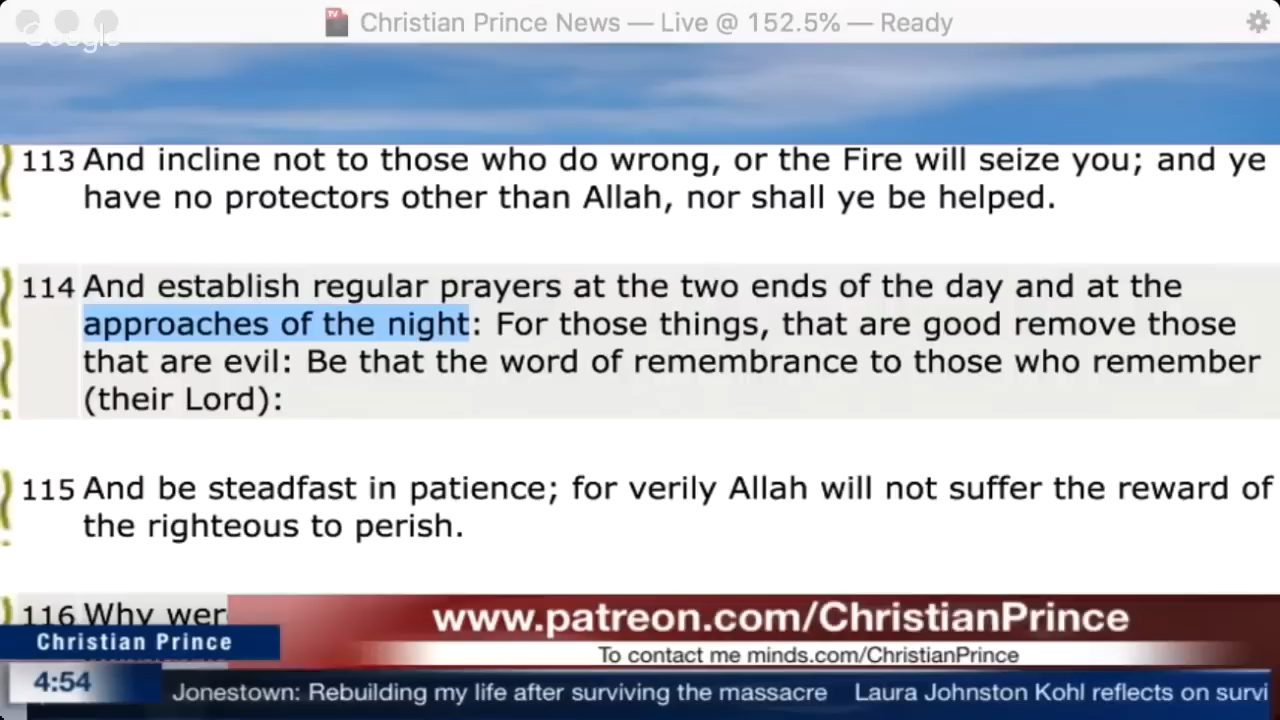 Christian Prince News — Live @ 152.5% — Ready
Google
113 And incline not to those who do wrong, or the Fire will seize you; and ye
have no protectors other than Allah, nor shall ye be helped.
114 And establish regular prayers at the two ends of the day and at the
approaches of the night: For those things, that are good remove those
that are evil: Be that the word of remembrance to those who remember
(their Lord):
115 And be steadfast in patience; for verily Allah will not suffer the reward of
the righteous to perish.
116 Why wer
www.patreon.com/ChristianPrince
Christian Prince
To contact me minds.com/ChristianPrince
4:54
Jonestown: Rebuilding my life after surviving the massacre Laura Johnston Kohl reflects on survi